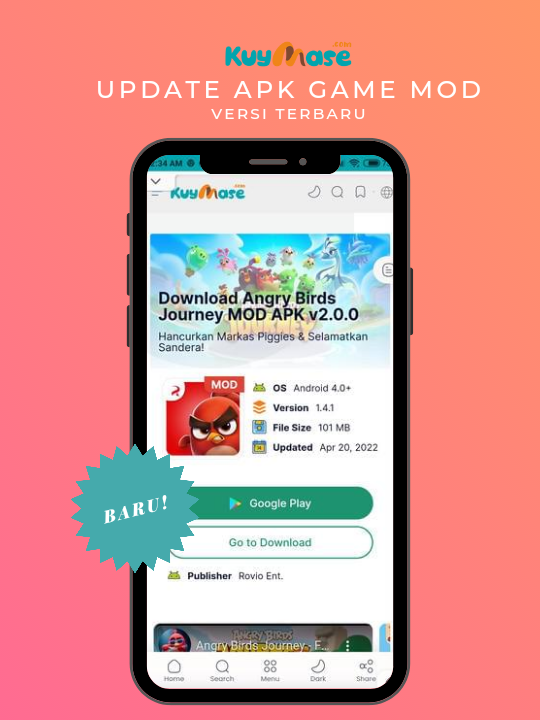 KuyMase
.com
UPDATE APK GAME MOD
VERSI TERBARU
:34 AM
KuyMase
.com
Download Angry Birds
Journey MOD APK v2.0.0
Hancurkan Markas Piggies & Selamatkan
Sandera!
MOD
OS Android 4.0+
Version 1.4.1
File Size 101 MB
Updated Apr 20, 2022
BARU!
Google Play
Go to Download
Publisher Rovio Ent.
ANGRY BIRDS
Angry Birds Journey - F...
Home Search Menu Dark Share